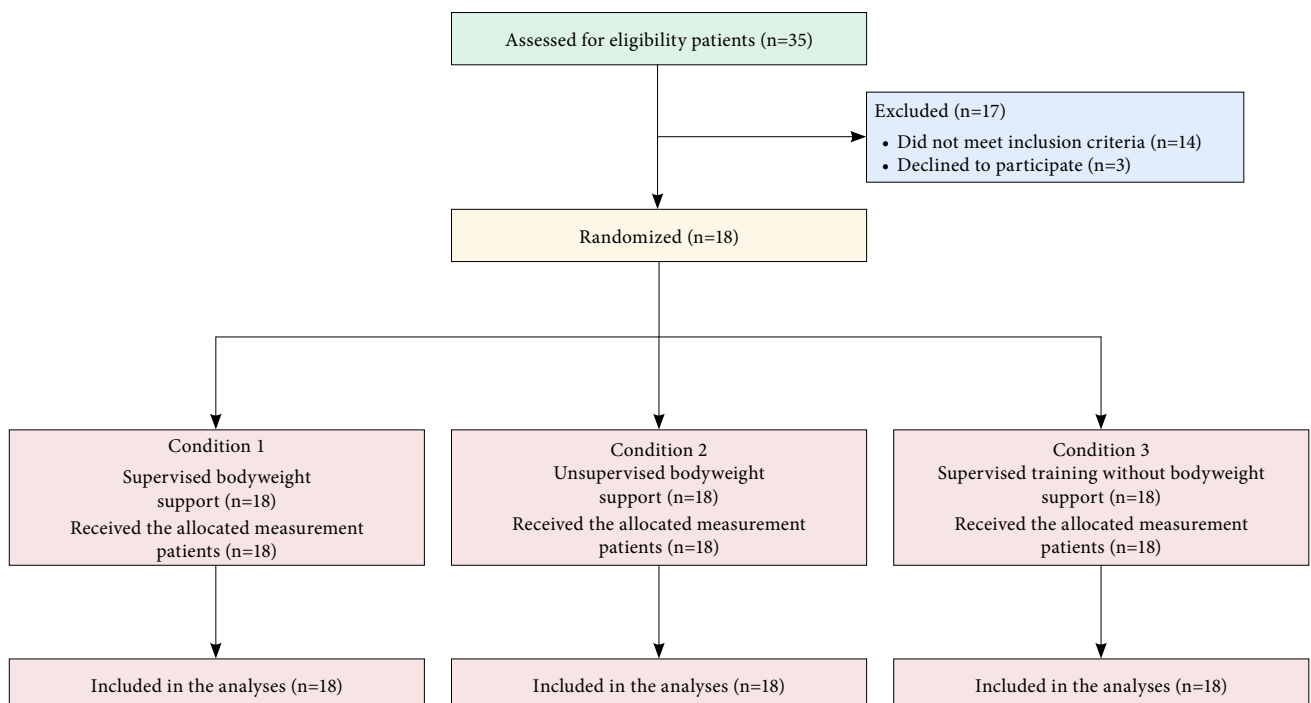 Assessed for eligibility patients (n=35)
Excluded (n=17)
• Did not meet inclusion criteria (n=14)
• Declined to participate (n=3)
Randomized (n=18)
Condition 1
Supervised bodyweight
support (n=18)
Received the allocated measurement
patients (n=18)
Condition 2
Unsupervised bodyweight
support (n=18)
Received the allocated measurement
patients (n=18)
Condition 3
Supervised training without bodyweight
support (n=18)
Received the allocated measurement
patients (n=18)
Included in the analyses (n=18)
Included in the analyses (n=18)
Included in the analyses (n=18)